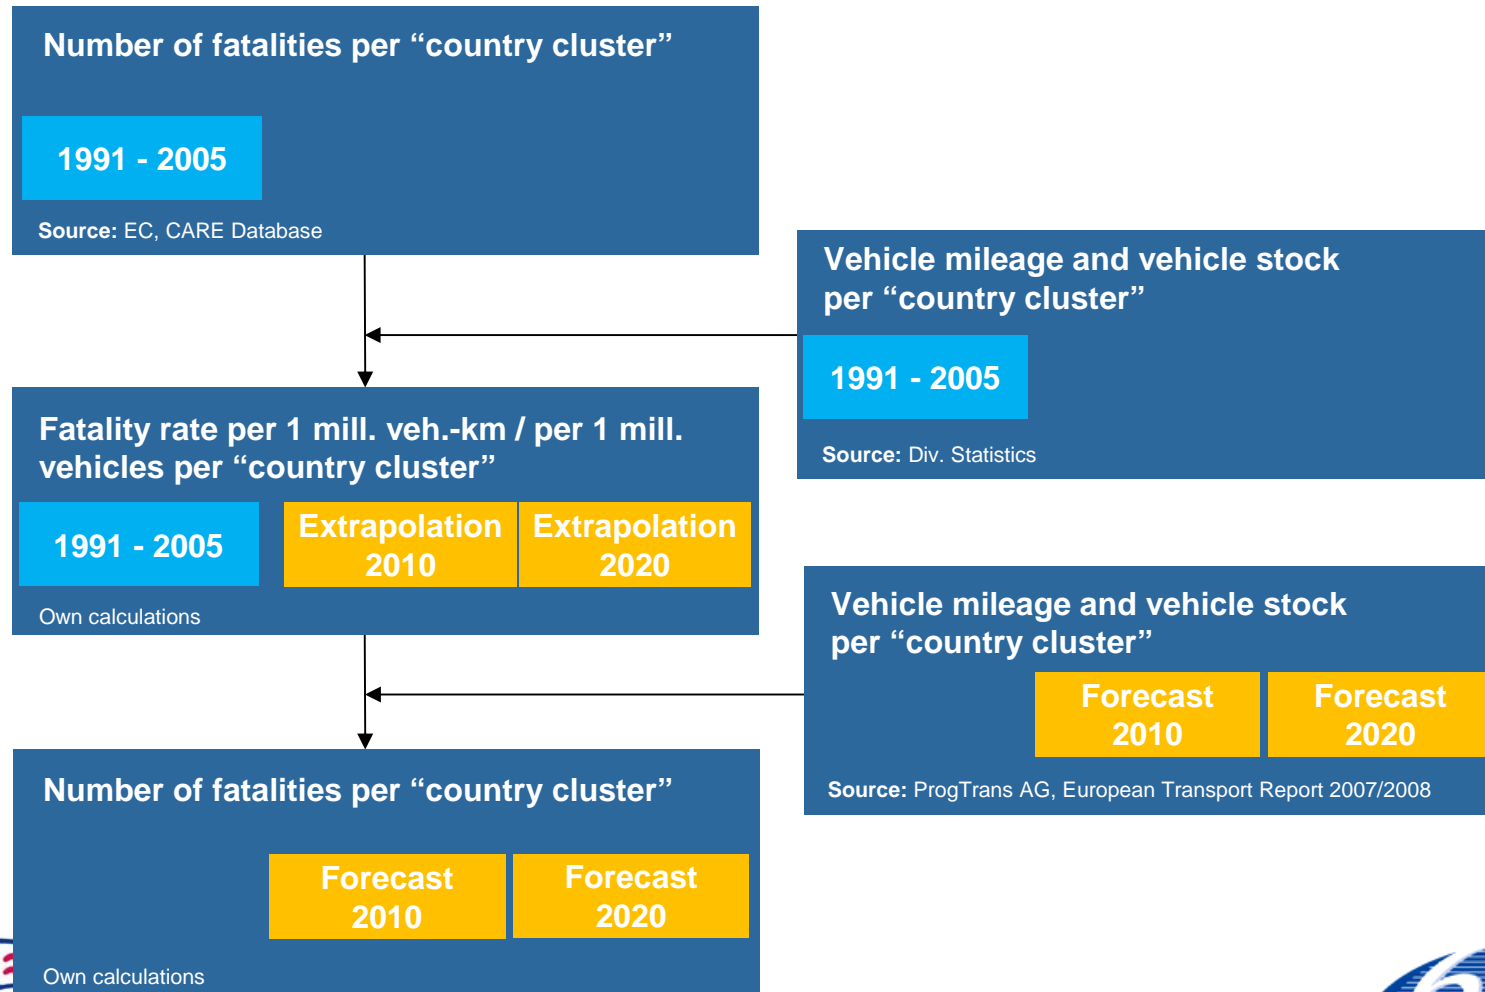 Number of fatalities per “country cluster”
1991 - 2005
Source: EC, CARE Database
Vehicle mileage and vehicle stock
per “country cluster”
1991 - 2005
Source: Div. Statistics
Fatality rate per 1 mill. veh.-km / per 1 mill.
vehicles per “country cluster”
1991 - 2005
Extrapolation
2010
Extrapolation
2020
Own calculations
Vehicle mileage and vehicle stock
per “country cluster”
Forecast
2010
Forecast
2020
Source: ProgTrans AG, European Transport Report 2007/2008
Number of fatalities per “country cluster”
Forecast
2010
Forecast
2020
Own calculations